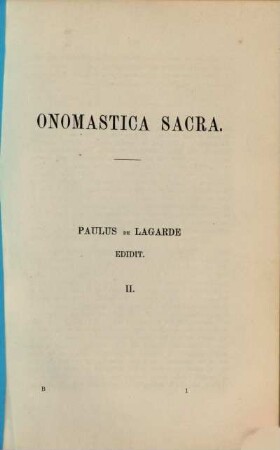 ONOMASTICA SACRA.
PAULUS DE LAGARDE
EDIDIT.
II.
B 1